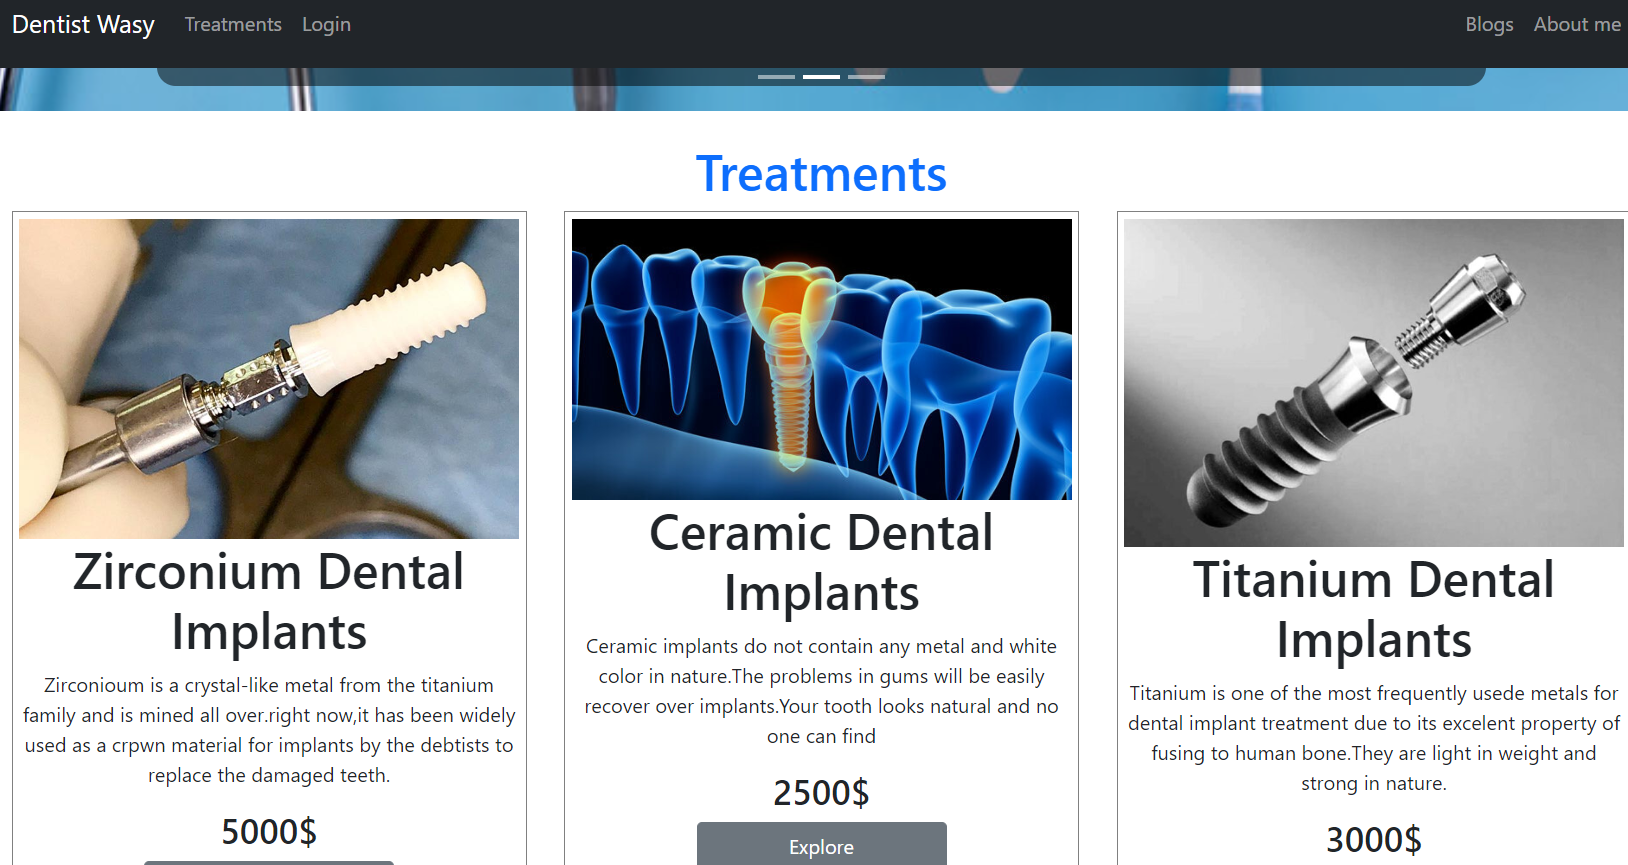 Dentist Wasy Treatments Login Blogs About me
Treatments
Zirconium Dental
Implants
Zirconioum is a crystal-like metal from the titanium
family and is mined all over.right now,it has been widely
used as a crpwn material for implants by the debtists to
replace the damaged teeth.
5000$
Ceramic Dental
Implants
Ceramic implants do not contain any metal and white
color in nature.The problems in gums will be easily
recover over implants.Your tooth looks natural and no
one can find
2500$
Explore
Titanium Dental
Implants
Titanium is one of the most frequently usede metals for
dental implant treatment due to its excelent property of
fusing to human bone.They are light in weight and
strong in nature.
3000$